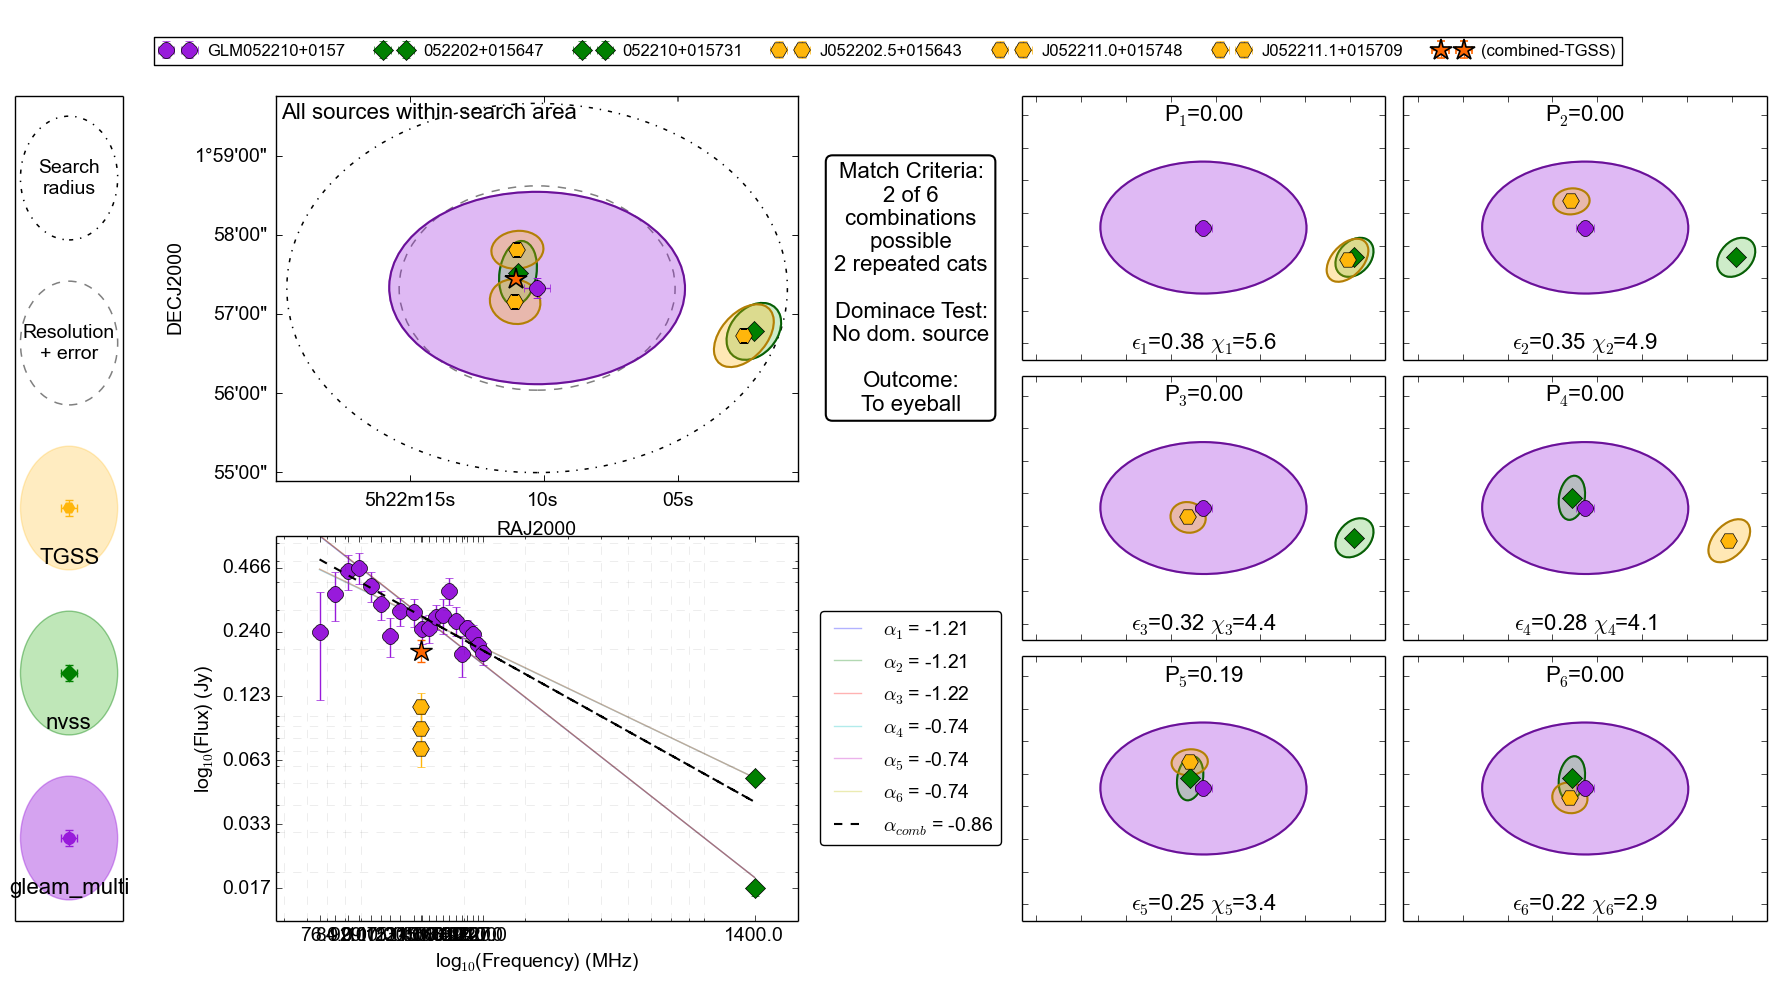 GLM052210+0157 052202+015647 052210+015731 J052202.5+015643 J052211.0+015748 J052211.1+015709 (combined-TGSS)
Search
radius
Resolution
+ error
TGSS
nvss
gleam_multi
All sources within search area
DECJ2000
1°59'00"
58'00"
57'00"
56'00"
55'00"
5h22m15s 10s 05s
RAJ2000
Match Criteria:
2 of 6
combinations
possible
2 repeated cats
Dominace Test:
No dom. source
Outcome:
To eyeball
log10(Flux) (Jy)
0.466
0.240
0.123
0.063
0.033
0.017
1400.0
log10(Frequency) (MHz)
α1 = -1.21
α2 = -1.21
α3 = -1.22
α4 = -0.74
α5 = -0.74
α6 = -0.74
αcomb = -0.86
P1=0.00
ϵ1=0.38 χ1=5.6
P2=0.00
ϵ2=0.35 χ2=4.9
P3=0.00
ϵ3=0.32 χ3=4.4
P4=0.00
ϵ4=0.28 χ4=4.1
P5=0.19
ϵ5=0.25 χ5=3.4
P6=0.00
ϵ6=0.22 χ6=2.9